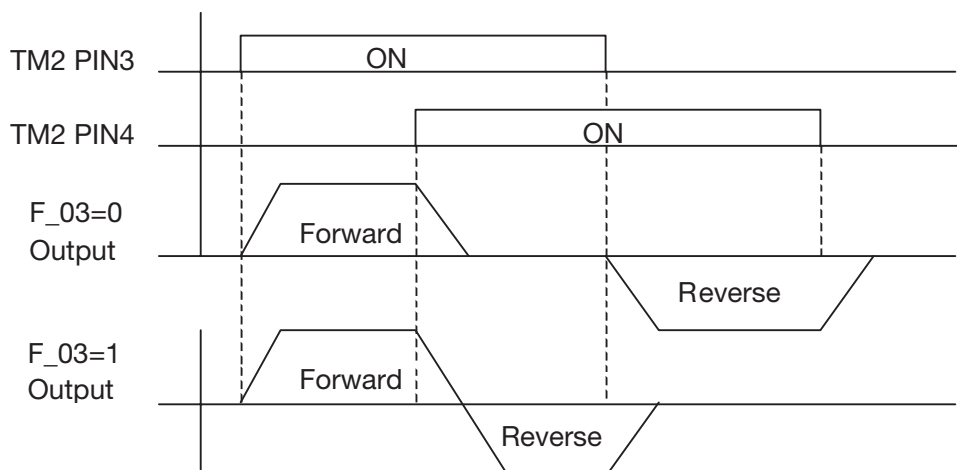 TM2 PIN3
ON
TM2 PIN4
ON
F_03=0
Output
Forward
Reverse
F_03=1
Output
Forward
Reverse